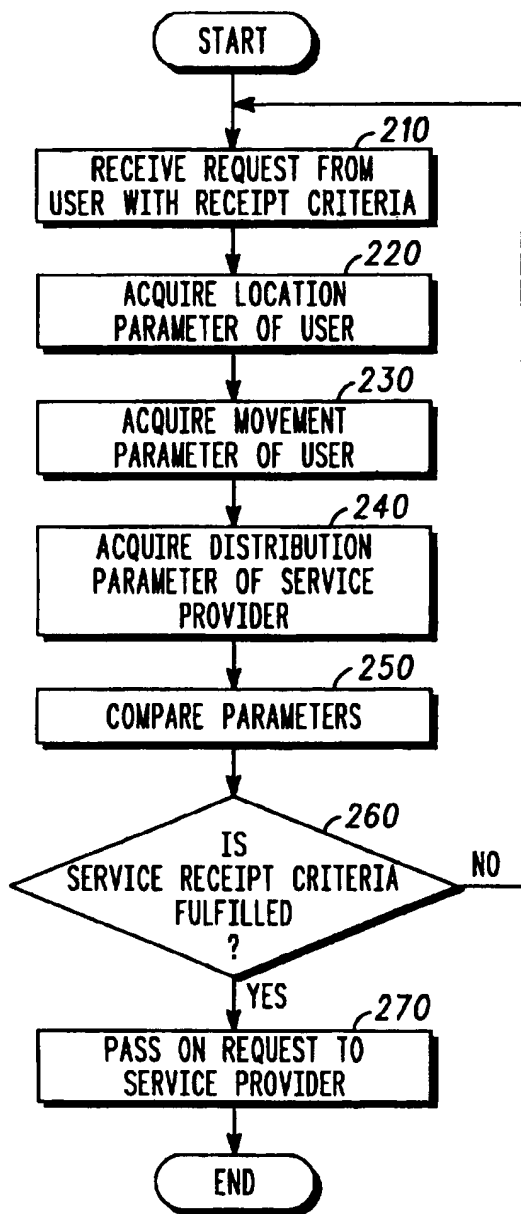 START
210
RECEIVE REQUEST FROM
USER WITH RECEIPT CRITERIA
220
ACQUIRE LOCATION
PARAMETER OF USER
230
ACQUIRE MOVEMENT
PARAMETER OF USER
240
ACQUIRE DISTRIBUTION
PARAMETER OF SERVICE
PROVIDER
250
COMPARE PARAMETERS
260
IS
SERVICE RECEIPT CRITERIA
FULFILLED
?
NO
YES
270
PASS ON REQUEST TO
SERVICE PROVIDER
END